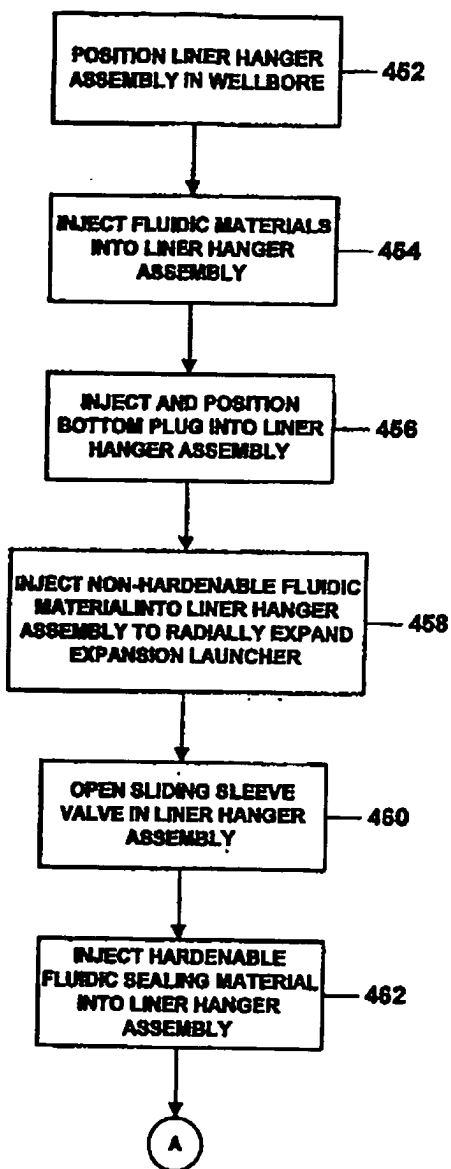 POSITION LINER HANGER
ASSEMBLY IN WELLBORE
452
INJECT FLUIDIC MATERIALS
INTO LINER HANGER
ASSEMBLY
454
INJECT AND POSITION
BOTTOM PLUG INTO LINER
HANGER ASSEMBLY
456
INJECT NON-HARDENABLE FLUIDIC
MATERIALINTO LINER HANGER
ASSEMBLY TO RADIALLY EXPAND
EXPANSION LAUNCHER
458
OPEN SLIDING SLEEVE
VALVE IN LINER HANGER
ASSEMBLY
460
INJECT HARDENABLE
FLUIDIC SEALING MATERIAL
INTO LINER HANGER
ASSEMBLY
462
A